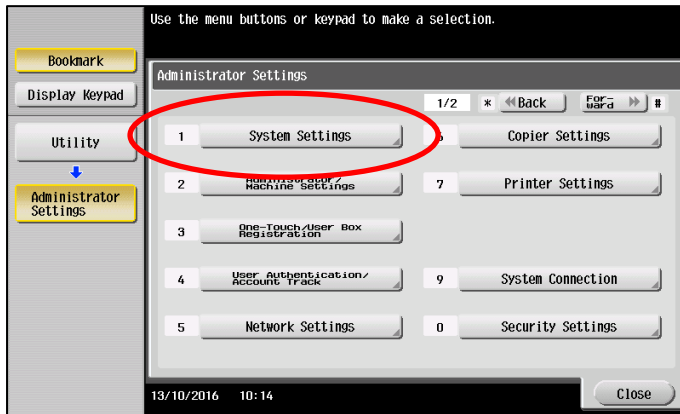 Use the menu buttons or keypad to make a selection.
Bookmark
Display Keypad
Utility
Administrator
Settings
Administrator Settings
1/2 * Back For-
ward #
1 System Settings
2 Administrator/
Machine Settings
3 One-Touch/User Box
Registration
4 User Authentication/
Account Track
5 Network Settings
Copier Settings
7 Printer Settings
9 System Connection
0 Security Settings
13/10/2016 10:14
Close